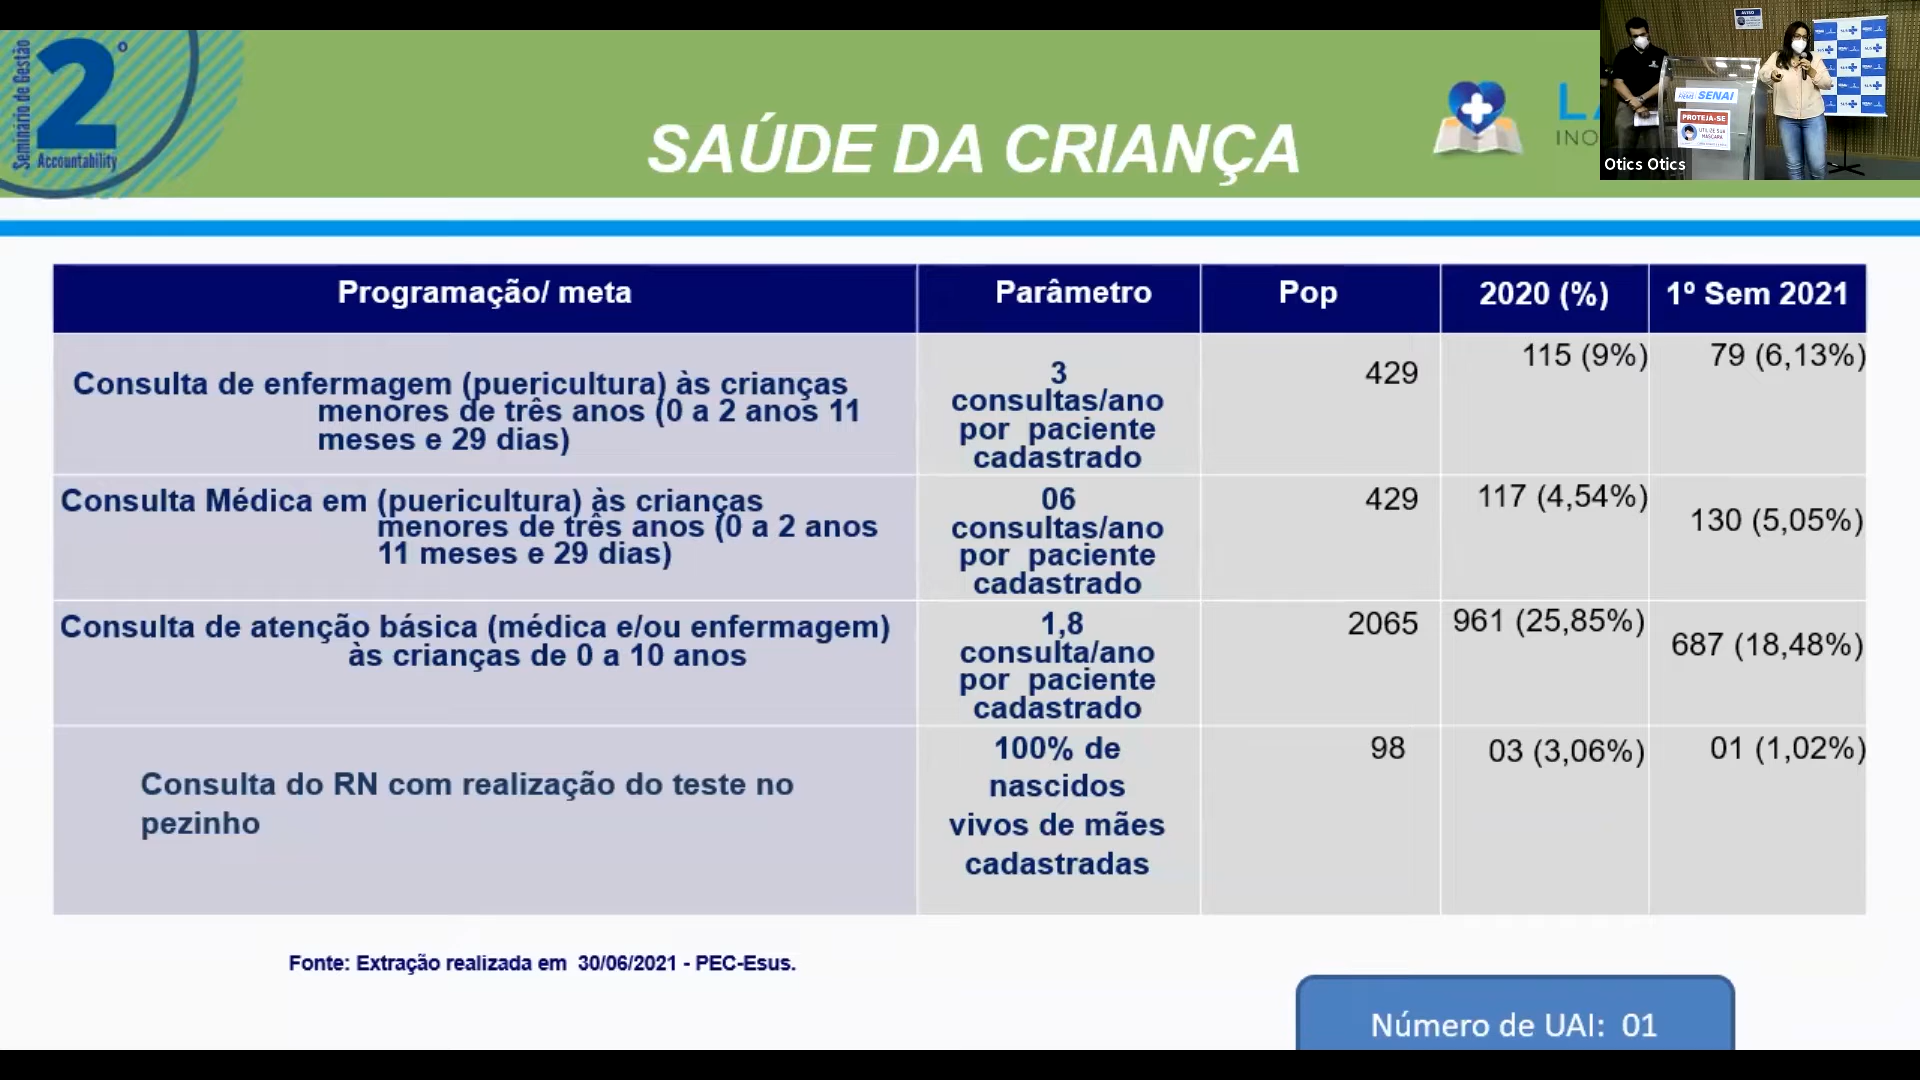 Seminário de Gestão
2º
Accountability
SAÚDE DA CRIANÇA
AVISO
SENAI
PROTEJA-SE
UTILIZE SUA
MÁSCARA
Otics Otics
Programação/ meta
Parâmetro
Pop
2020 (%)
1º Sem 2021
Consulta de enfermagem (puericultura) às crianças
menores de três anos (0 a 2 anos 11
meses e 29 dias)
3
consultas/ano
por paciente
cadastrado
429
115 (9%)
79 (6,13%)
Consulta Médica em (puericultura) às crianças
menores de três anos (0 a 2 anos
11 meses e 29 dias)
06
consultas/ano
por paciente
cadastrado
429
117 (4,54%)
130 (5,05%)
Consulta de atenção básica (médica e/ou enfermagem)
às crianças de 0 a 10 anos
1,8
consulta/ano
por paciente
cadastrado
2065
961 (25,85%)
687 (18,48%)
Consulta do RN com realização do teste no
pezinho
100% de
nascidos
vivos de mães
cadastradas
98
03 (3,06%)
01 (1,02%)
Fonte: Extração realizada em 30/06/2021 - PEC-Esus.
Número de UAI: 01